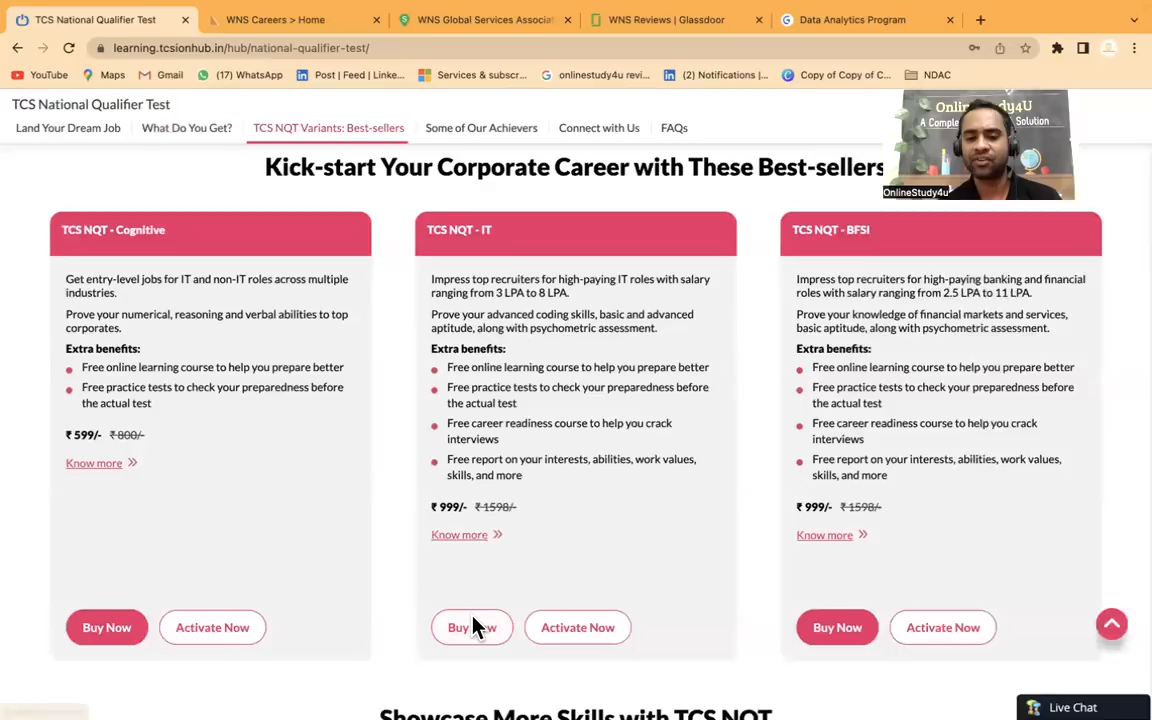 TCS National Qualifier Test
WNS Careers > Home
WNS Global Services Associat
WNS Reviews | Glassdoor
Data Analytics Program
learning.tcsionhub.in/hub/national-qualifier-test/
YouTube
Maps
Gmail
(17) WhatsApp
Post | Feed | Linke...
Services & subscr...
onlinestudy4u revi...
(2) Notifications |...
Copy of Copy of C...
NDAC
TCS National Qualifier Test
Land Your Dream Job
What Do You Get?
TCS NQT Variants: Best-sellers
Some of Our Achievers
Connect with Us
FAQs
OnlineStudy4u
Kick-start Your Corporate Career with These Best-sellers
TCS NQT - Cognitive
Get entry-level jobs for IT and non-IT roles across multiple
industries.
Prove your numerical, reasoning and verbal abilities to top
corporates.
Extra benefits:
Free online learning course to help you prepare better
Free practice tests to check your preparedness before
the actual test
₹ 599/- ₹ 800/-
Know more
Buy Now
Activate Now
TCS NQT - IT
Impress top recruiters for high-paying IT roles with salary
ranging from 3 LPA to 8 LPA.
Prove your advanced coding skills, basic and advanced
aptitude, along with psychometric assessment.
Extra benefits:
Free online learning course to help you prepare better
Free practice tests to check your preparedness before
the actual test
Free career readiness course to help you crack
interviews
Free report on your interests, abilities, work values,
skills, and more
₹ 999/- ₹ 1598/-
Know more
Buy Now
Activate Now
TCS NQT - BFSI
Impress top recruiters for high-paying banking and financial
roles with salary ranging from 2.5 LPA to 11 LPA.
Prove your knowledge of financial markets and services,
basic aptitude, along with psychometric assessment.
Extra benefits:
Free online learning course to help you prepare better
Free practice tests to check your preparedness before
the actual test
Free career readiness course to help you crack
interviews
Free report on your interests, abilities, work values,
skills, and more
₹ 999/- ₹ 1598/-
Know more
Buy Now
Activate Now
Showcase More Skills with TCS NQT
Live Chat